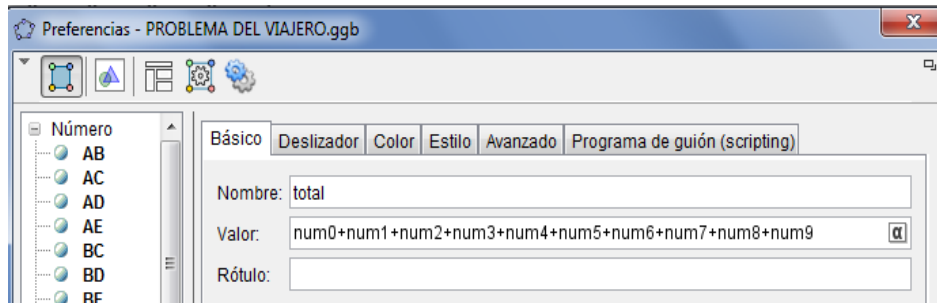 Preferencias - PROBLEMA DEL VIAJERO.ggb
Número
AB
AC
AD
AE
BC
BD
BE
Básico Deslizador Color Estilo Avanzado Programa de guión (scripting)
Nombre: total
Valor: num0+num1+num2+num3+num4+num5+num6+num7+num8+num9 α
Rótulo: